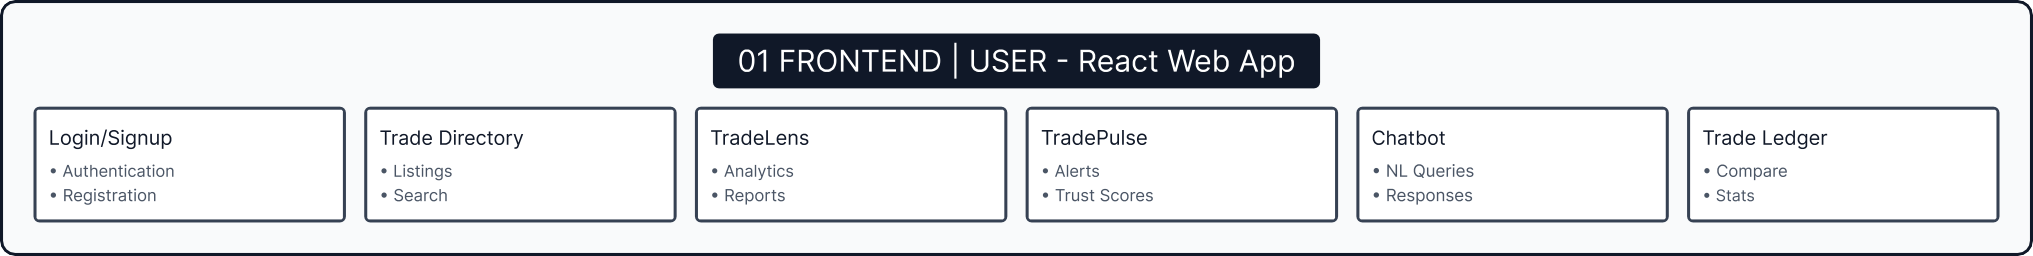 01 FRONTEND | USER - React Web App
Login/Signup
• Authentication
• Registration
Trade Directory
• Listings
• Search
TradeLens
• Analytics
• Reports
TradePulse
• Alerts
• Trust Scores
Chatbot
• NL Queries
• Responses
Trade Ledger
• Compare
• Stats